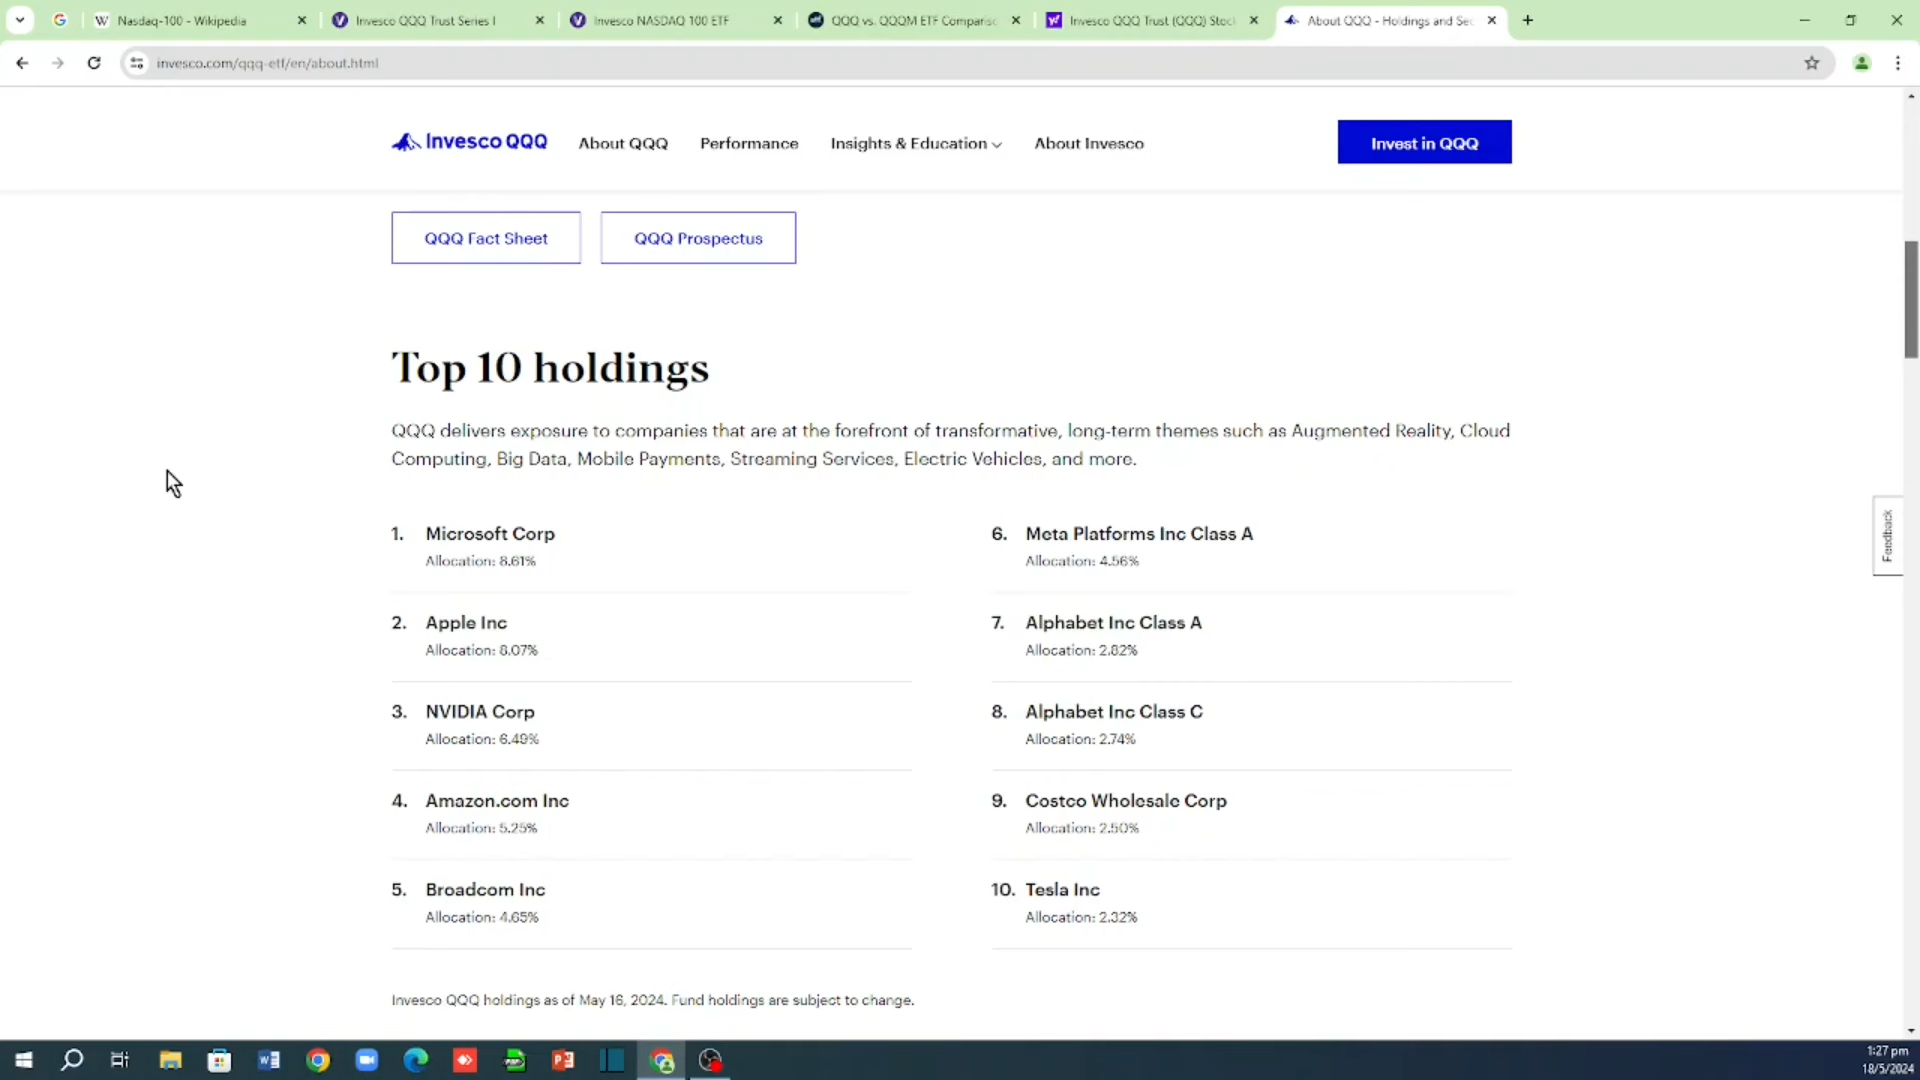 Nasdaq-100 - Wikipedia
Invesco QQQ Trust Series I
Invesco NASDAQ 100 ETF
QQQ vs. QQQM ETF Comparisc
Invesco QQQ Trust (QQQ) Stoc
About QQQ - Holdings and Sec
invesco.com/qqq-etf/en/about.html
Invesco QQQ
About QQQ
Performance
Insights & Education
About Invesco
Invest in QQQ
QQQ Fact Sheet
QQQ Prospectus
Top 10 holdings
QQQ delivers exposure to companies that are at the forefront of transformative, long-term themes such as Augmented Reality, Cloud
Computing, Big Data, Mobile Payments, Streaming Services, Electric Vehicles, and more.
1. Microsoft Corp
Allocation: 8.61%
2. Apple Inc
Allocation: 8.07%
3. NVIDIA Corp
Allocation: 6.49%
4. Amazon.com Inc
Allocation: 5.25%
5. Broadcom Inc
Allocation: 4.65%
6. Meta Platforms Inc Class A
Allocation: 4.56%
7. Alphabet Inc Class A
Allocation: 2.82%
8. Alphabet Inc Class C
Allocation: 2.74%
9. Costco Wholesale Corp
Allocation: 2.50%
10. Tesla Inc
Allocation: 2.32%
Invesco QQQ holdings as of May 16, 2024. Fund holdings are subject to change.
Feedback
1:27 pm
18/5/2024